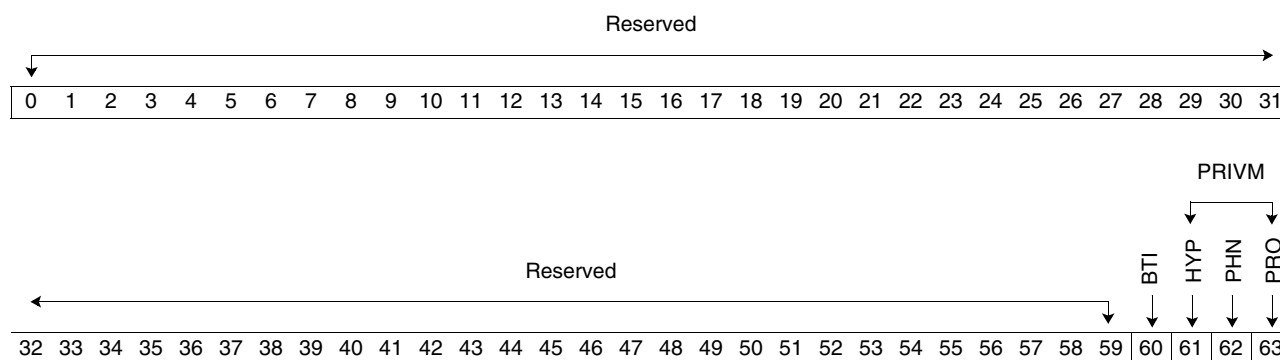 Reserved
0 1 2 3 4 5 6 7 8 9 10 11 12 13 14 15 16 17 18 19 20 21 22 23 24 25 26 27 28 29 30 31
PRIVM
Reserved BTI HYP PHN PRO
32 33 34 35 36 37 38 39 40 41 42 43 44 45 46 47 48 49 50 51 52 53 54 55 56 57 58 59 60 61 62 63